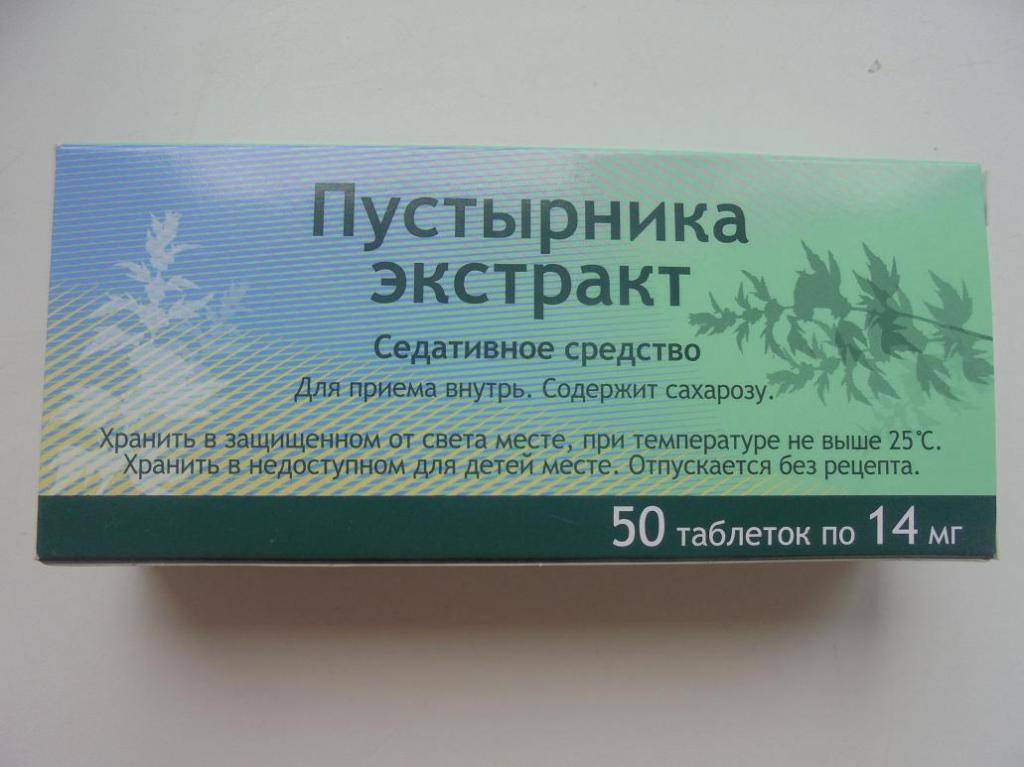 Пустырника
экстракт
Седативное средство
Для приема внутрь. Содержит сахарозу.
Хранить в защищенном от света месте, при температуре не выше 25°С.
Хранить в недоступном для детей месте. Отпускается без рецепта.
50 таблеток по 14 мг